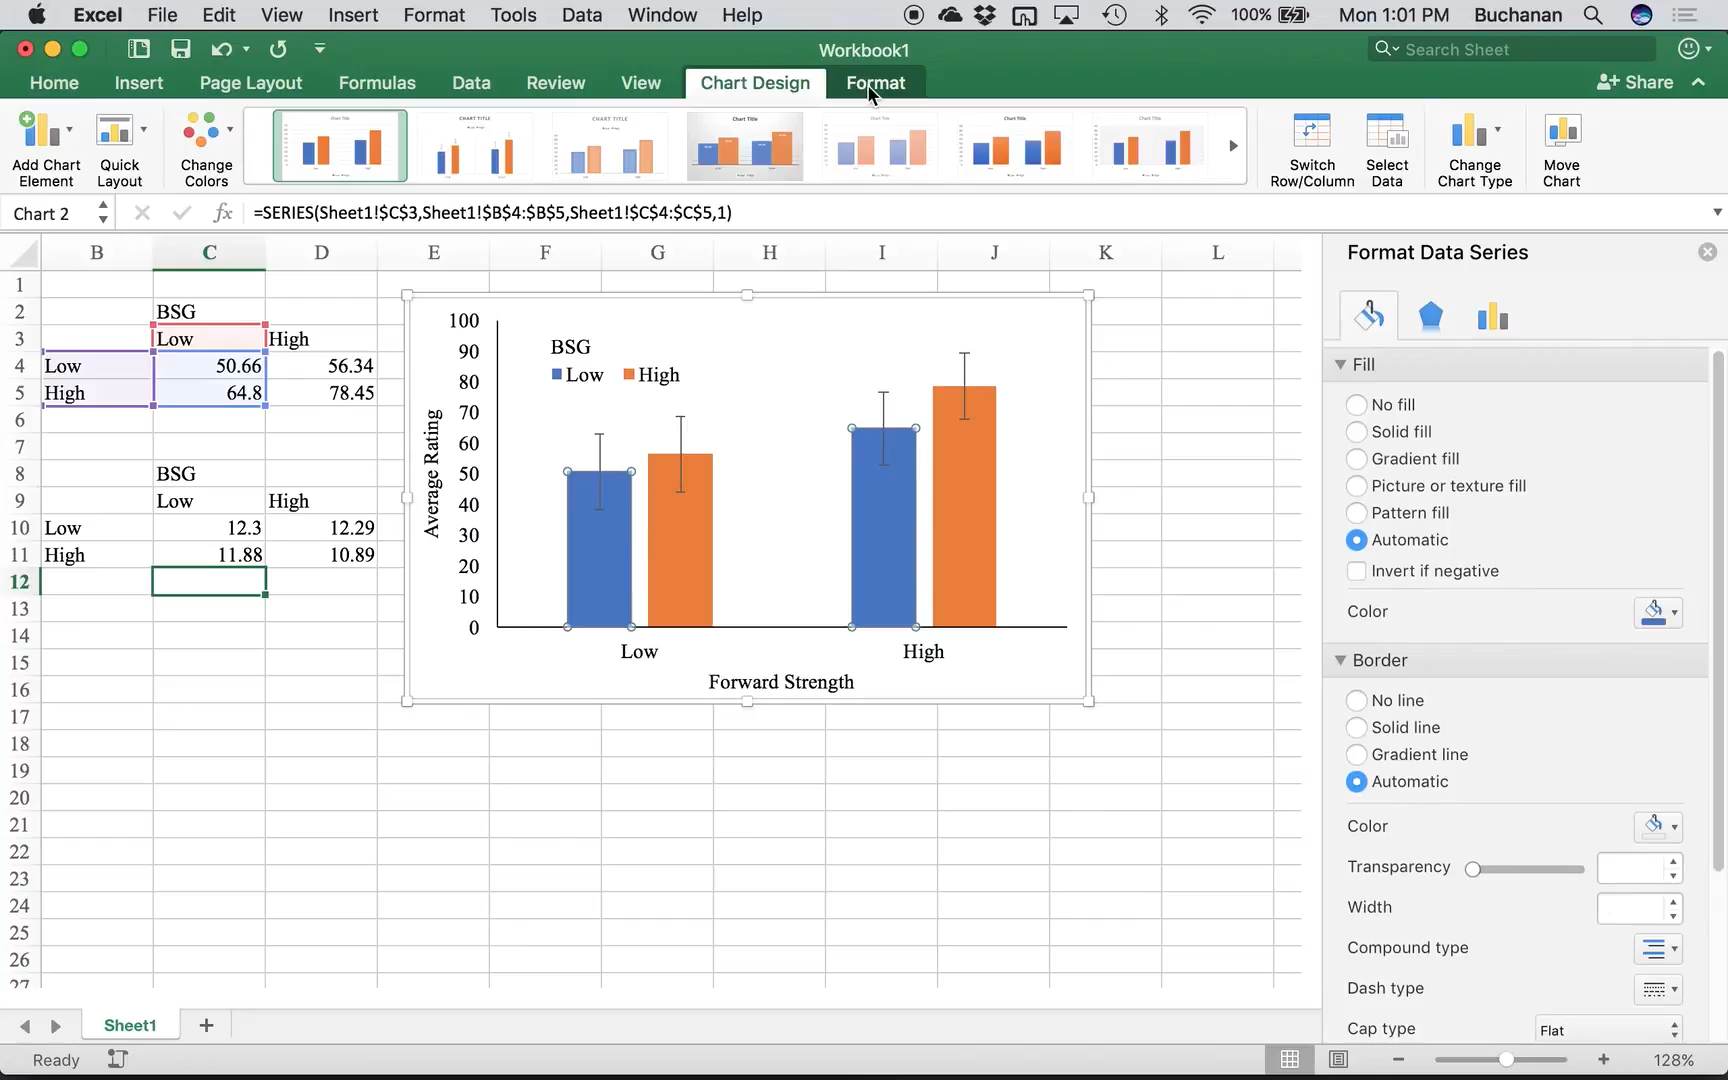 Excel File Edit View Insert Format Tools Data Window Help 100% Mon 1:01 PM Buchanan
Workbook1 Search Sheet
Home Insert Page Layout Formulas Data Review View Chart Design Format Share
Add Chart Element Quick Layout Change Colors Switch Row/Column Select Data Change Chart Type Move Chart
Chart 2 fx =SERIES(Sheet1!$C$3,Sheet1!$B$4:$B$5,Sheet1!$C$4:$C$5,1)
B C D E F G H I J K L
1
2 BSG
3 Low High
4 Low 50.66 56.34
5 High 64.8 78.45
6
7
8 BSG
9 Low High
10 Low 12.3 12.29
11 High 11.88 10.89
12
13
14
15
16
17
18
19
20
21
22
23
24
25
26
27
100
90
80
70
60
50
40
30
20
10
0
Average Rating
BSG
Low High
Low High
Forward Strength
Format Data Series
Fill
No fill
Solid fill
Gradient fill
Picture or texture fill
Pattern fill
Automatic
Invert if negative
Color
Border
No line
Solid line
Gradient line
Automatic
Color
Transparency
Width
Compound type
Dash type
Cap type Flat
Sheet1 +
Ready 128%